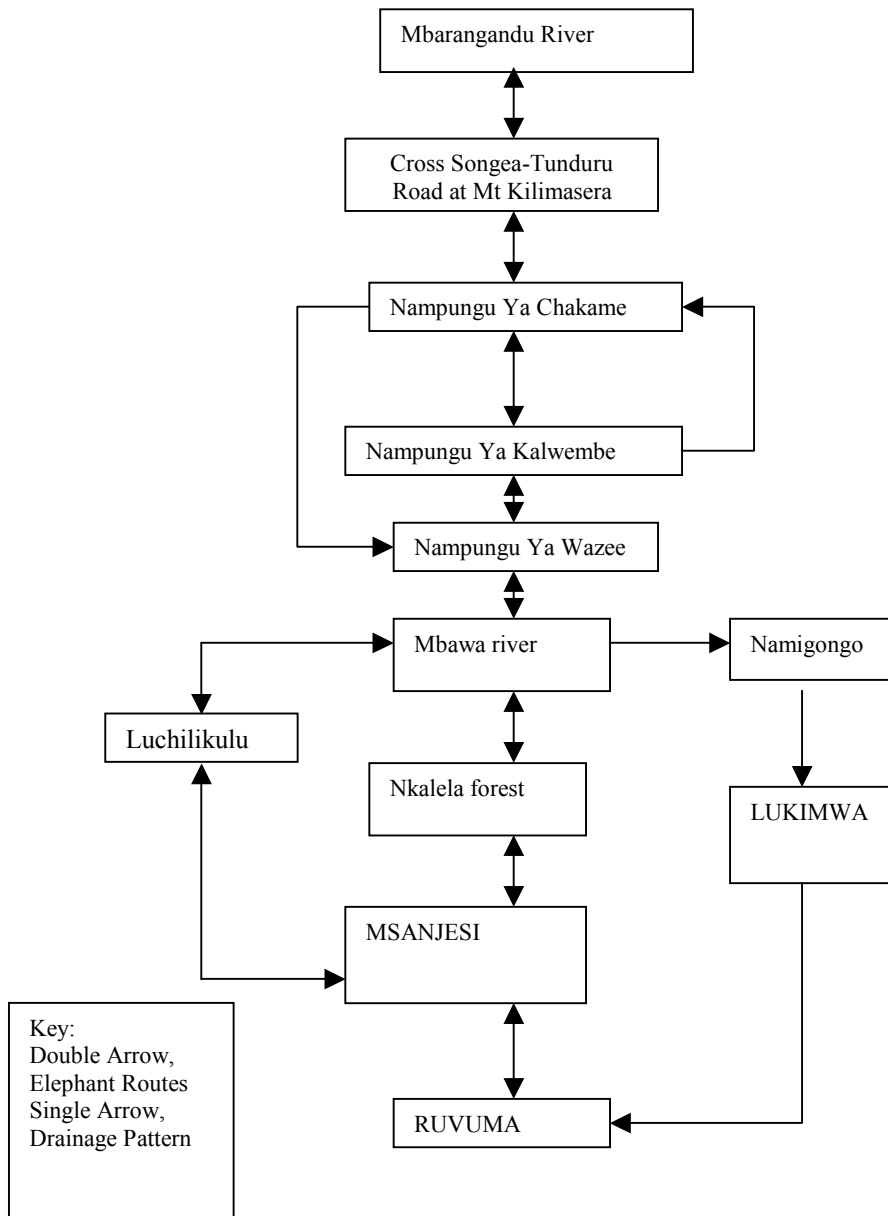 Mbarangandu River
Cross Songea-Tunduru
Road at Mt Kilimasera
Nampungu Ya Chakame
Nampungu Ya Kalwembe
Nampungu Ya Wazee
Mbawa river
Namigongo
Luchilikulu
Nkalela forest
LUKIMWA
MSANJESI
Key:
Double Arrow,
Elephant Routes
Single Arrow,
Drainage Pattern
RUVUMA